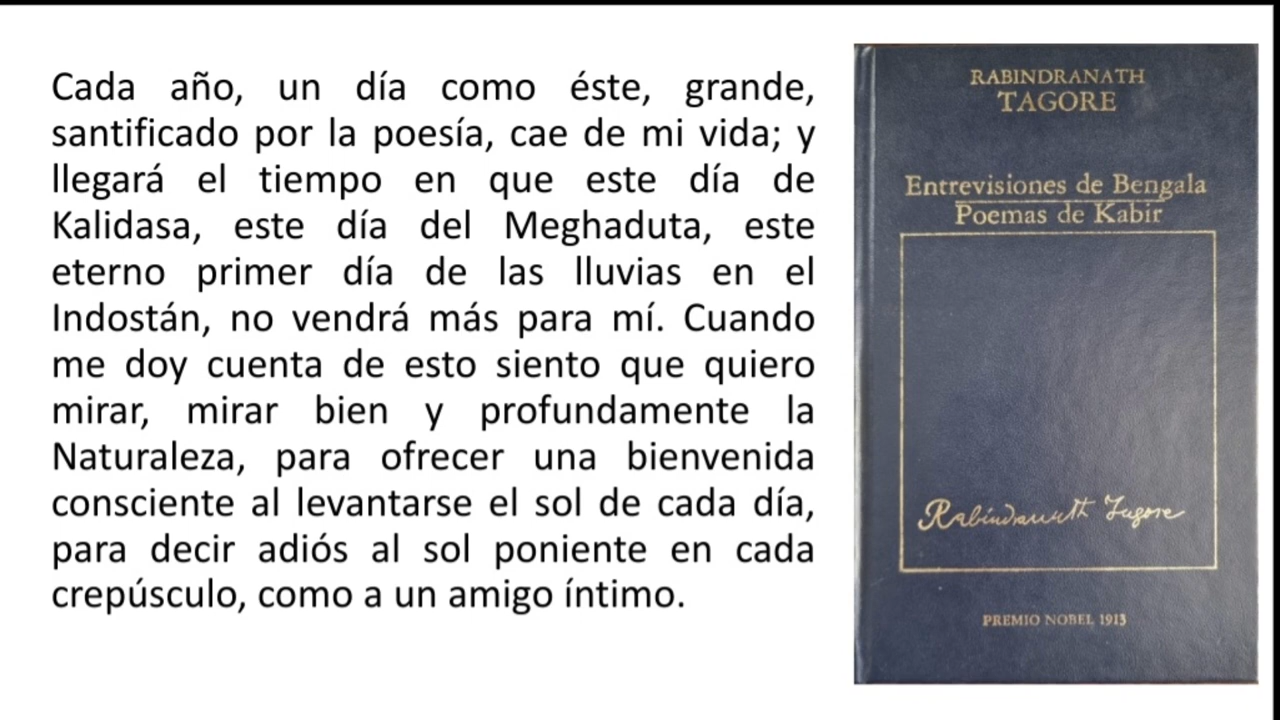 Cada año, un día como éste, grande,
santificado por la poesía, cae de mi vida; y
llegará el tiempo en que este día de
Kalidasa, este día del Meghaduta, este
eterno primer día de las lluvias en el
Indostán, no vendrá más para mí. Cuando
me doy cuenta de esto siento que quiero
mirar, mirar bien y profundamente la
Naturaleza, para ofrecer una bienvenida
consciente al levantarse el sol de cada día,
para decir adiós al sol poniente en cada
crepúsculo, como a un amigo íntimo.
RABINDRANATH
TAGORE
Entrevisiones de Bengala
Poemas de Kabir
Rabindranath Tagore
PREMIO NOBEL 1913